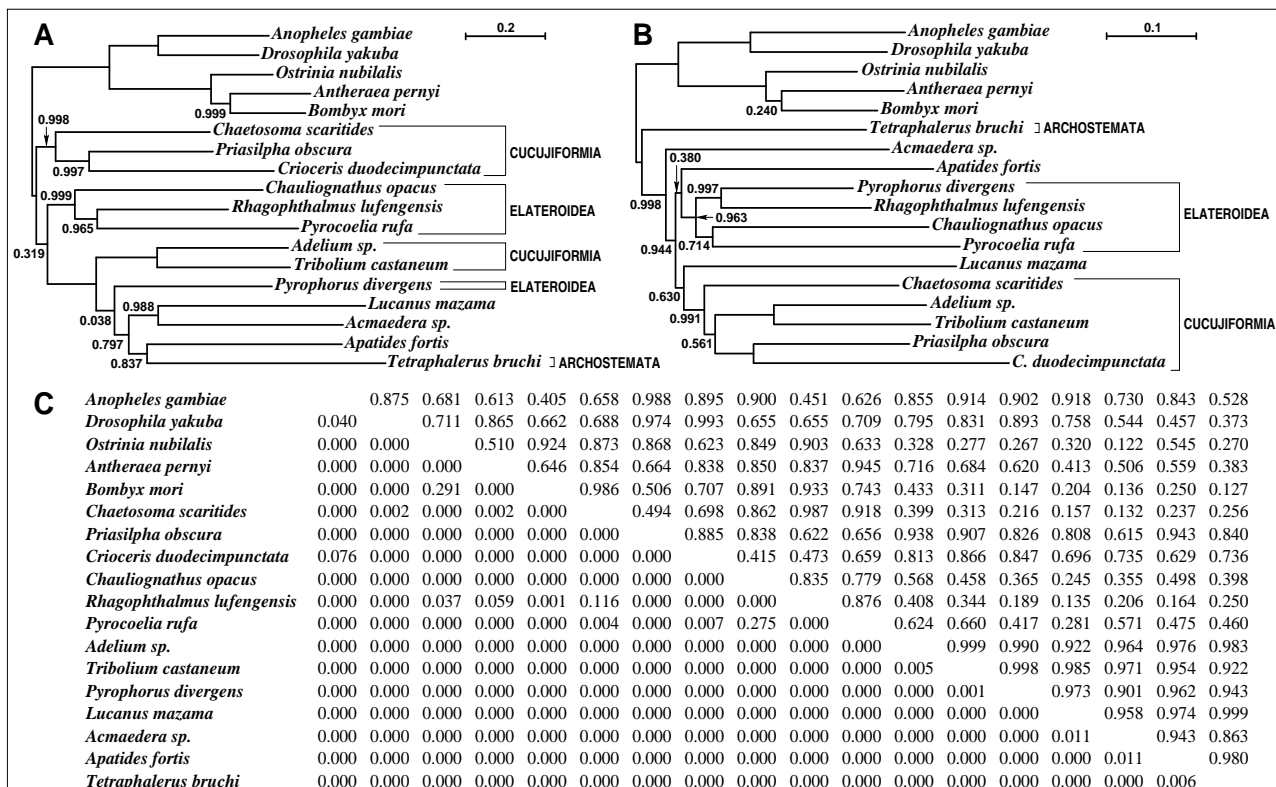 A
0.2
Anopheles gambiae
Drosophila yakuba
Ostrinia nubilalis
Antheraea pernyi
0.999
Bombyx mori
0.998
Chaetosoma scaritides
Priasilpha obscura
0.997
Crioceris duodecimpunctata
CUCUJIFORMIA
0.999
Chauliognathus opacus
Rhagophthalmus lufengensis
0.965
Pyrocoelia rufa
ELATEROIDEA
0.319
Adelium sp.
Tribolium castaneum
CUCUJIFORMIA
Pyrophorus divergens
ELATEROIDEA
0.038
0.988
Lucanus mazama
Acmaedera sp.
0.797
Apatides fortis
0.837
Tetraphalerus bruchi
ARCHOSTEMATA
B
0.1
Anopheles gambiae
Drosophila yakuba
Ostrinia nubilalis
Antheraea pernyi
0.240
Bombyx mori
Tetraphalerus bruchi
ARCHOSTEMATA
Acmaedera sp.
0.380
Apatides fortis
0.998
0.997
Pyrophorus divergens
Rhagophthalmus lufengensis
0.963
Chauliognathus opacus
0.944
0.714
Pyrocoelia rufa
ELATEROIDEA
Lucanus mazama
0.630
Chaetosoma scaritides
0.991
Adelium sp.
Tribolium castaneum
0.561
Priasilpha obscura
C. duodecimpunctata
CUCUJIFORMIA
C
Anopheles gambiae 0.875 0.681 0.613 0.405 0.658 0.988 0.895 0.900 0.451 0.626 0.855 0.914 0.902 0.918 0.730 0.843 0.528
Drosophila yakuba 0.040 0.711 0.865 0.662 0.688 0.974 0.993 0.655 0.655 0.709 0.795 0.831 0.893 0.758 0.544 0.457 0.373
Ostrinia nubilalis 0.000 0.000 0.510 0.924 0.873 0.868 0.623 0.849 0.903 0.633 0.328 0.277 0.267 0.320 0.122 0.545 0.270
Antheraea pernyi 0.000 0.000 0.000 0.646 0.854 0.664 0.838 0.850 0.837 0.945 0.716 0.684 0.620 0.413 0.506 0.559 0.383
Bombyx mori 0.000 0.000 0.291 0.000 0.986 0.506 0.707 0.891 0.933 0.743 0.433 0.311 0.147 0.204 0.136 0.250 0.127
Chaetosoma scaritides 0.000 0.002 0.000 0.002 0.000 0.494 0.698 0.862 0.987 0.918 0.399 0.313 0.216 0.157 0.132 0.237 0.256
Priasilpha obscura 0.000 0.000 0.000 0.000 0.000 0.000 0.885 0.838 0.622 0.656 0.938 0.907 0.826 0.808 0.615 0.943 0.840
Crioceris duodecimpunctata 0.076 0.000 0.000 0.000 0.000 0.000 0.000 0.415 0.473 0.659 0.813 0.866 0.847 0.696 0.735 0.629 0.736
Chauliognathus opacus 0.000 0.000 0.000 0.000 0.000 0.000 0.000 0.000 0.835 0.779 0.568 0.458 0.365 0.245 0.355 0.498 0.398
Rhagophthalmus lufengensis 0.000 0.000 0.037 0.059 0.001 0.116 0.000 0.000 0.000 0.876 0.408 0.344 0.189 0.135 0.206 0.164 0.250
Pyrocoelia rufa 0.000 0.000 0.000 0.000 0.000 0.004 0.000 0.007 0.275 0.000 0.624 0.660 0.417 0.281 0.571 0.475 0.460
Adelium sp. 0.000 0.000 0.000 0.000 0.000 0.000 0.000 0.000 0.000 0.000 0.000 0.999 0.990 0.922 0.964 0.976 0.983
Tribolium castaneum 0.000 0.000 0.000 0.000 0.000 0.000 0.000 0.000 0.000 0.000 0.000 0.005 0.998 0.985 0.971 0.954 0.922
Pyrophorus divergens 0.000 0.000 0.000 0.000 0.000 0.000 0.000 0.000 0.000 0.000 0.000 0.000 0.001 0.973 0.901 0.962 0.943
Lucanus mazama 0.000 0.000 0.000 0.000 0.000 0.000 0.000 0.000 0.000 0.000 0.000 0.000 0.000 0.000 0.958 0.974 0.999
Acmaedera sp. 0.000 0.000 0.000 0.000 0.000 0.000 0.000 0.000 0.000 0.000 0.000 0.000 0.000 0.000 0.011 0.943 0.863
Apatides fortis 0.000 0.000 0.000 0.000 0.000 0.000 0.000 0.000 0.000 0.000 0.000 0.000 0.000 0.000 0.000 0.011 0.980
Tetraphalerus bruchi 0.000 0.000 0.000 0.000 0.000 0.000 0.000 0.000 0.000 0.000 0.000 0.000 0.000 0.000 0.000 0.000 0.006